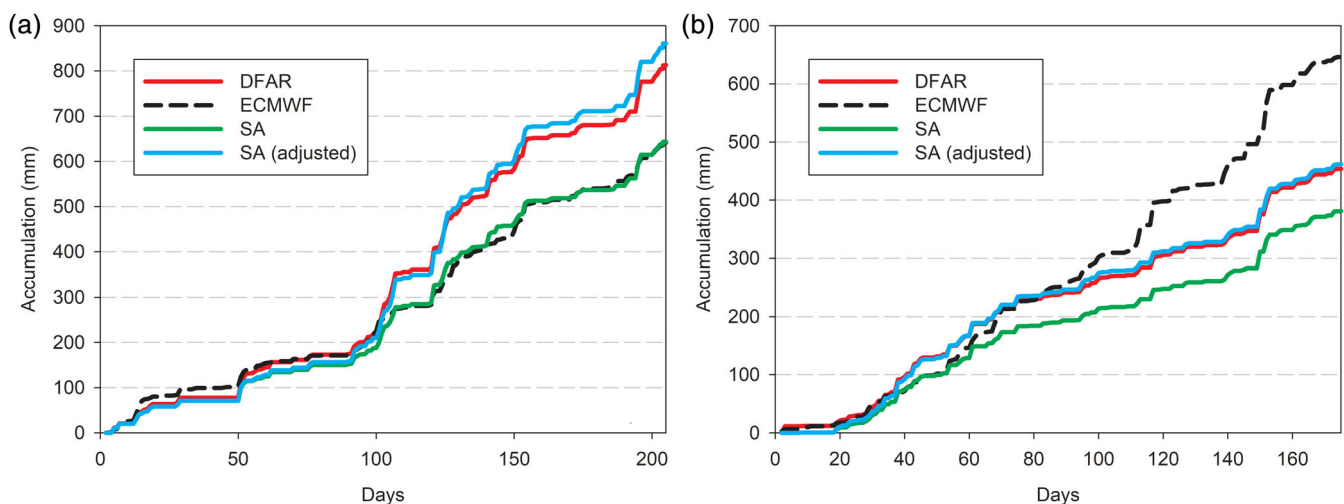 (a)
900
800
700
600
500
400
300
200
100
0
Accumulation (mm)
DFAR
ECMWF
SA
SA (adjusted)
0 50 100 150 200
Days
(b)
700
600
500
400
300
200
100
0
Accumulation (mm)
DFAR
ECMWF
SA
SA (adjusted)
0 20 40 60 80 100 120 140 160
Days